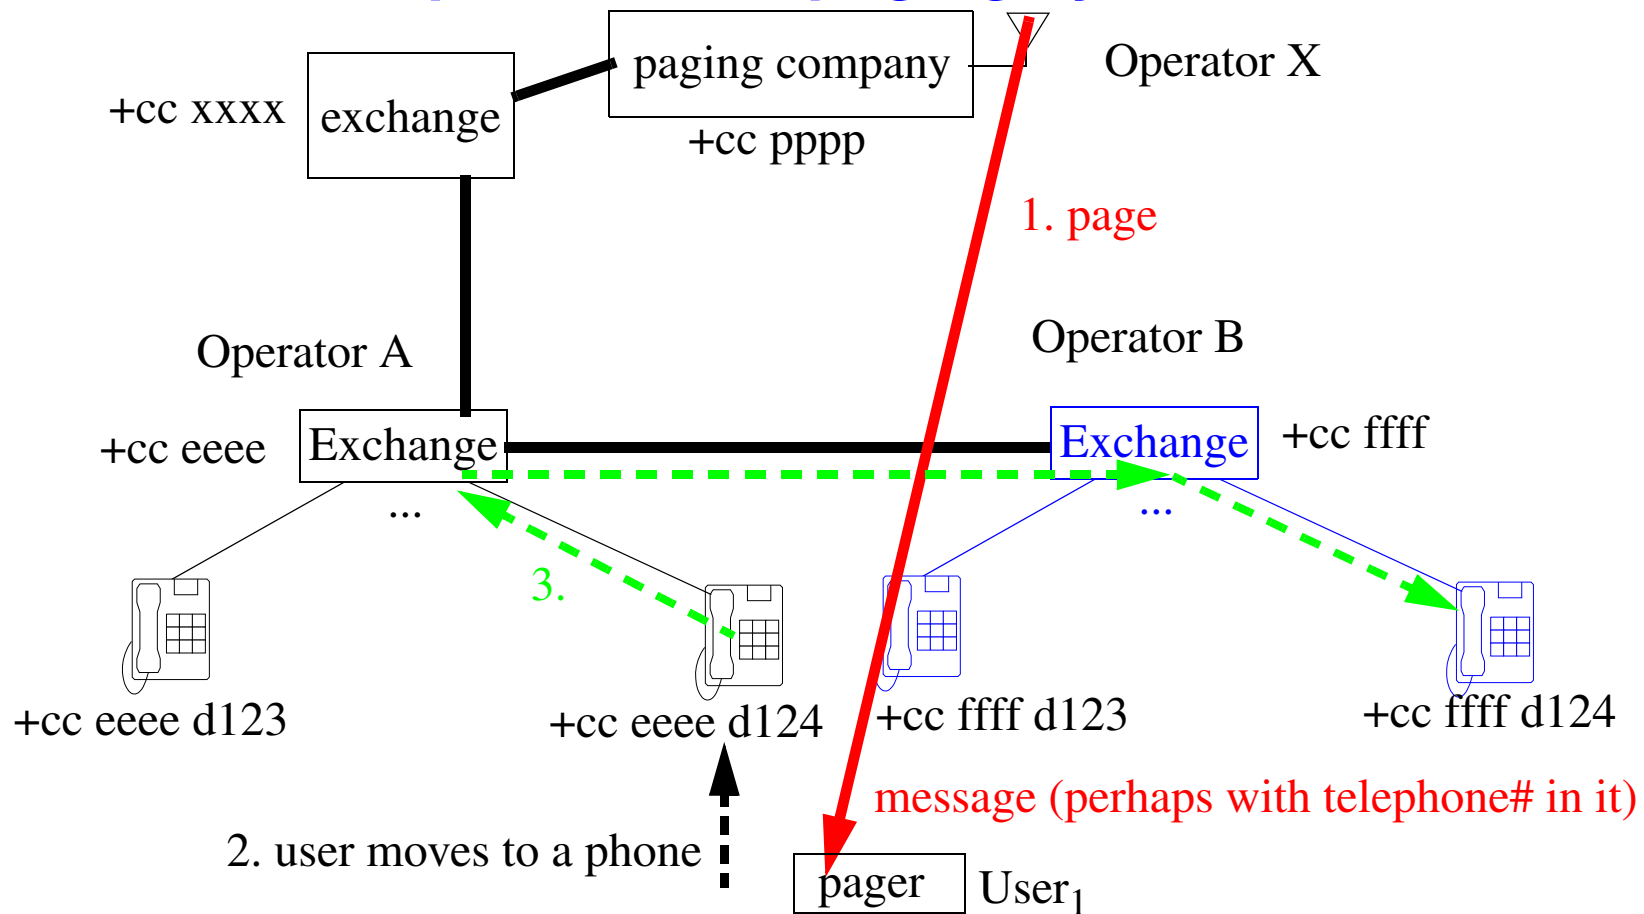 paging company
Operator X
+cc xxxx
exchange
+cc pppp
1. page
Operator A
Operator B
+cc eeee
Exchange
Exchange
+cc ffff
...
...
3.
+cc eeee d123
+cc eeee d124
+cc ffff d123
+cc ffff d124
message (perhaps with telephone# in it)
2. user moves to a phone
pager
User1